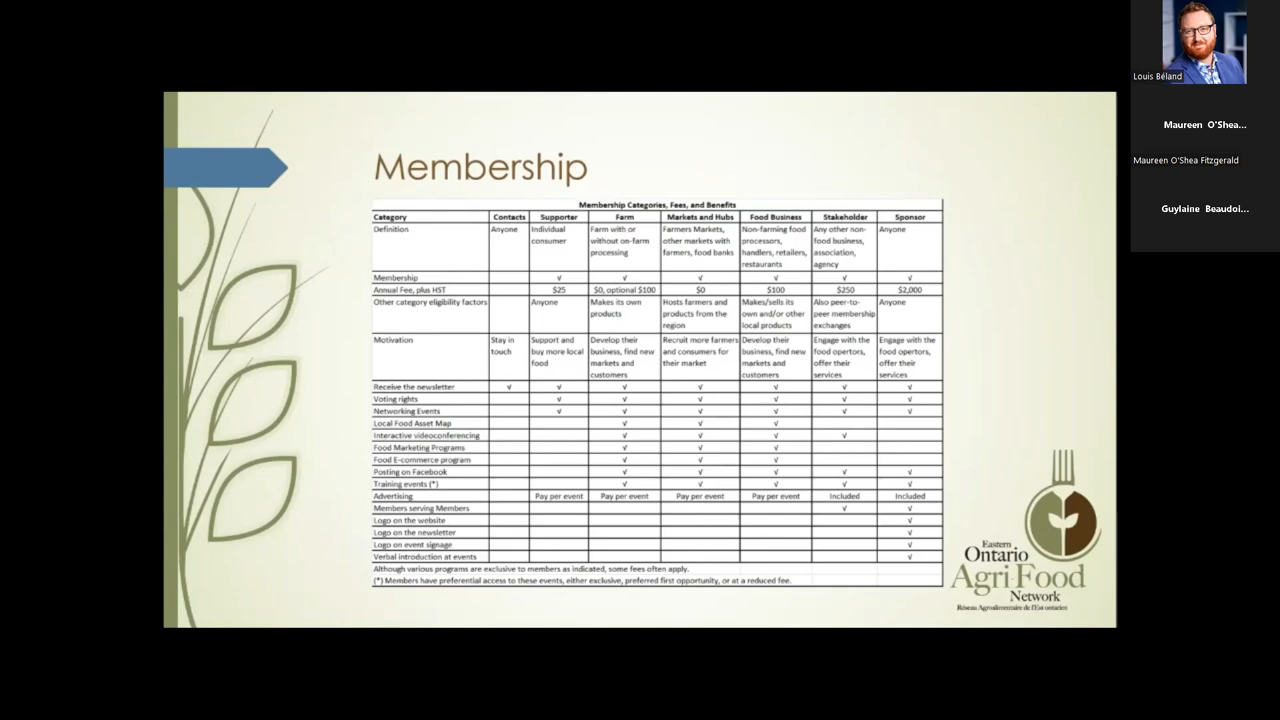 Louis Béland
Maureen O'Shea...
Maureen O'Shea Fitzgerald
Guylaine Beaudoi...
Membership
Membership Categories, Fees, and Benefits
Category Contacts Supporter Farm Markets and Hubs Food Business Stakeholder Sponsor
Definition Anyone Individual Farm with or Farmers Markets, Non-farming food Any other non- Anyone
consumer without on-farm other markets with processors, food business,
processing farmers, food banks handlers, retailers, association,
restaurants agency
Membership √ √ √ √ √ √
Annual Fee, plus HST $25 $0, optional $100 $0 $100 $250 $2,000
Other category eligibility factors Anyone Makes its own Hosts farmers and Makes/sells its Also peer-to- Anyone
products products from the own and/or other peer membership
region local products exchanges
Motivation Stay in Support and Develop their Recruit more farmers Develop their Engage with the Engage with the
touch buy more local business, find new and consumers for business, find new food opertors, food opertors,
food markets and their market markets and offer their offer their
customers customers services services
Receive the newsletter √ √ √ √ √ √ √
Voting rights √ √ √ √ √ √
Networking Events √ √ √ √ √ √
Local Food Asset Map √ √ √
Interactive videoconferencing √ √ √ √
Food Marketing Programs √ √ √
Food E-commerce program √ √ √
Posting on Facebook √ √ √ √ √
Training events (*) √ √ √ √ √
Advertising Pay per event Pay per event Pay per event Pay per event Included Included
Members serving Members √ √
Logo on the website √
Logo on the newsletter √
Logo on event signage √
Verbal introduction at events √
Although various programs are exclusive to members as indicated, some fees often apply.
(*) Members have preferential access to these events, either exclusive, preferred first opportunity, or at a reduced fee.
Eastern
Ontario
Agri-Food
Network
Réseau Agroalimentaire de l'Est ontarien